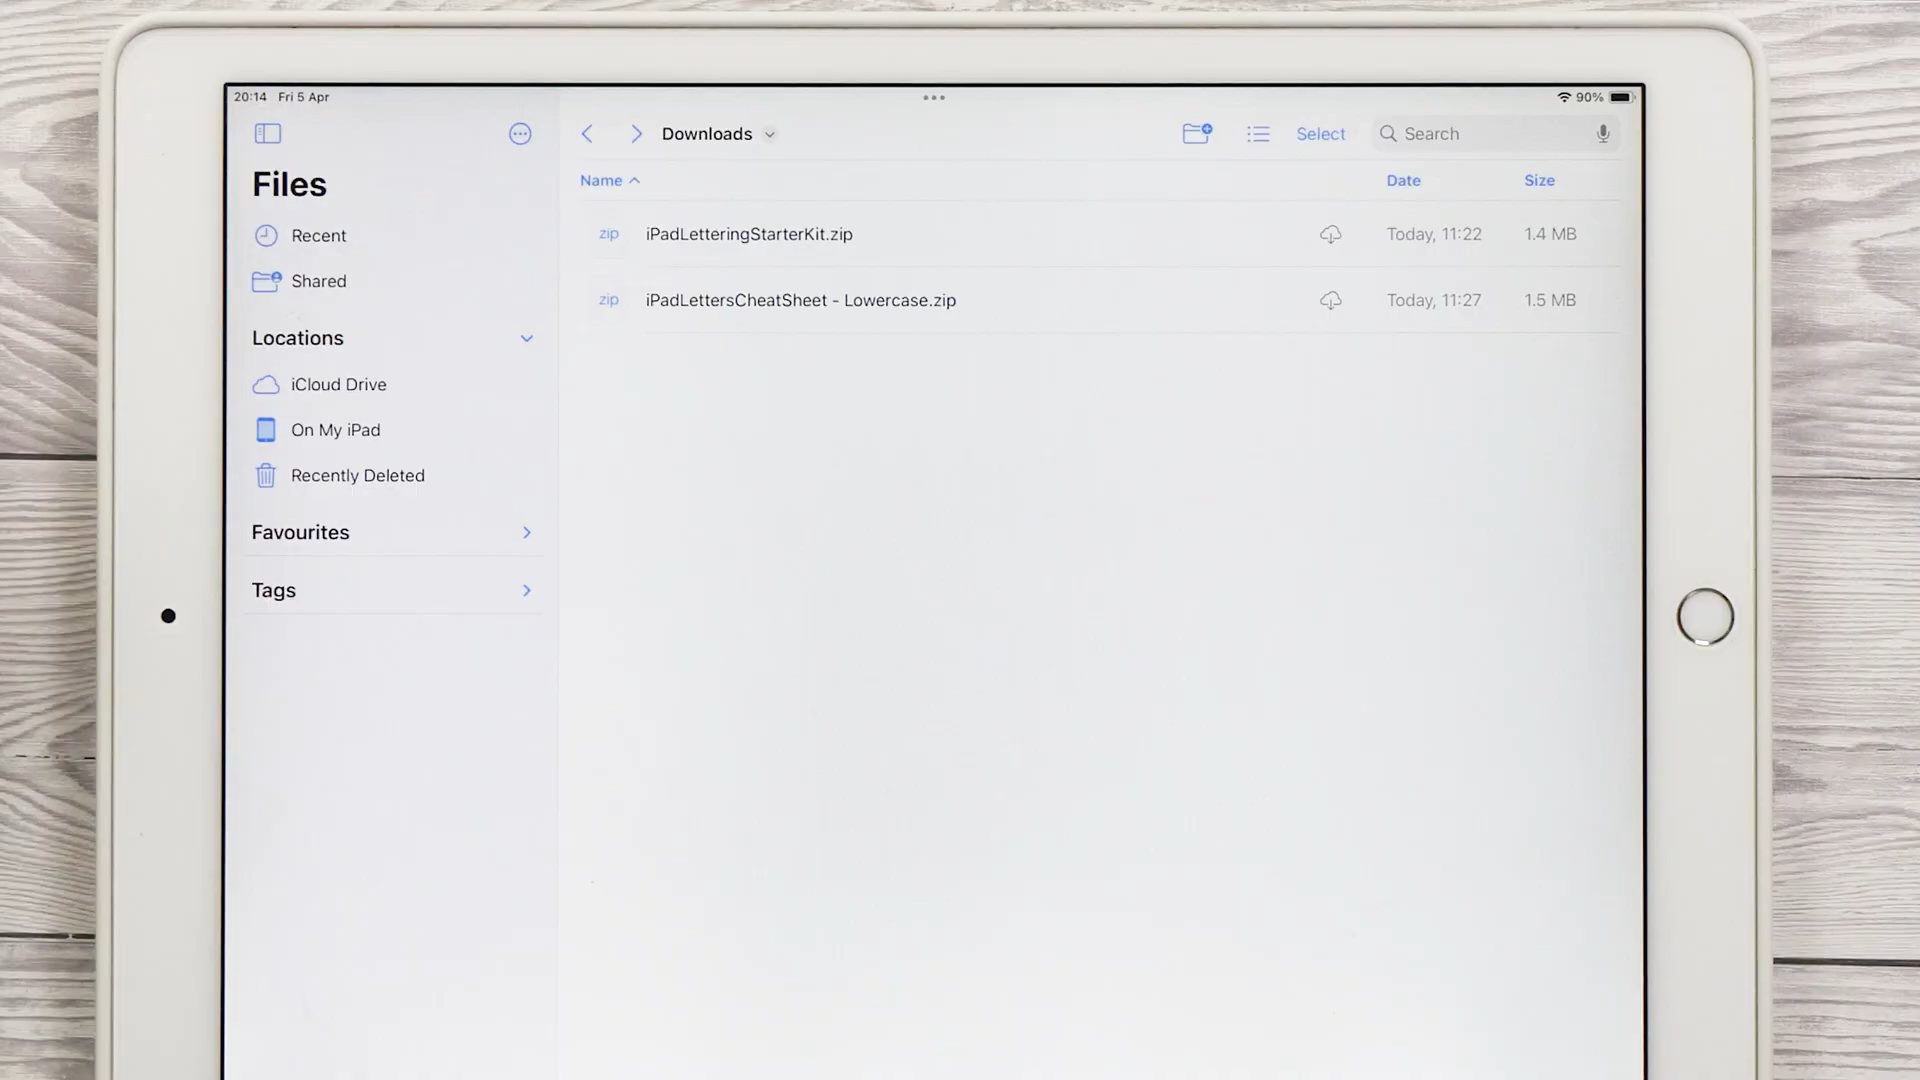 20:14 Fri 5 Apr
90%
Downloads
Select
Search
Files
Name
Date
Size
Recent
zip
iPadLetteringStarterKit.zip
Today, 11:22
1.4 MB
Shared
zip
iPadLettersCheatSheet - Lowercase.zip
Today, 11:27
1.5 MB
Locations
iCloud Drive
On My iPad
Recently Deleted
Favourites
Tags